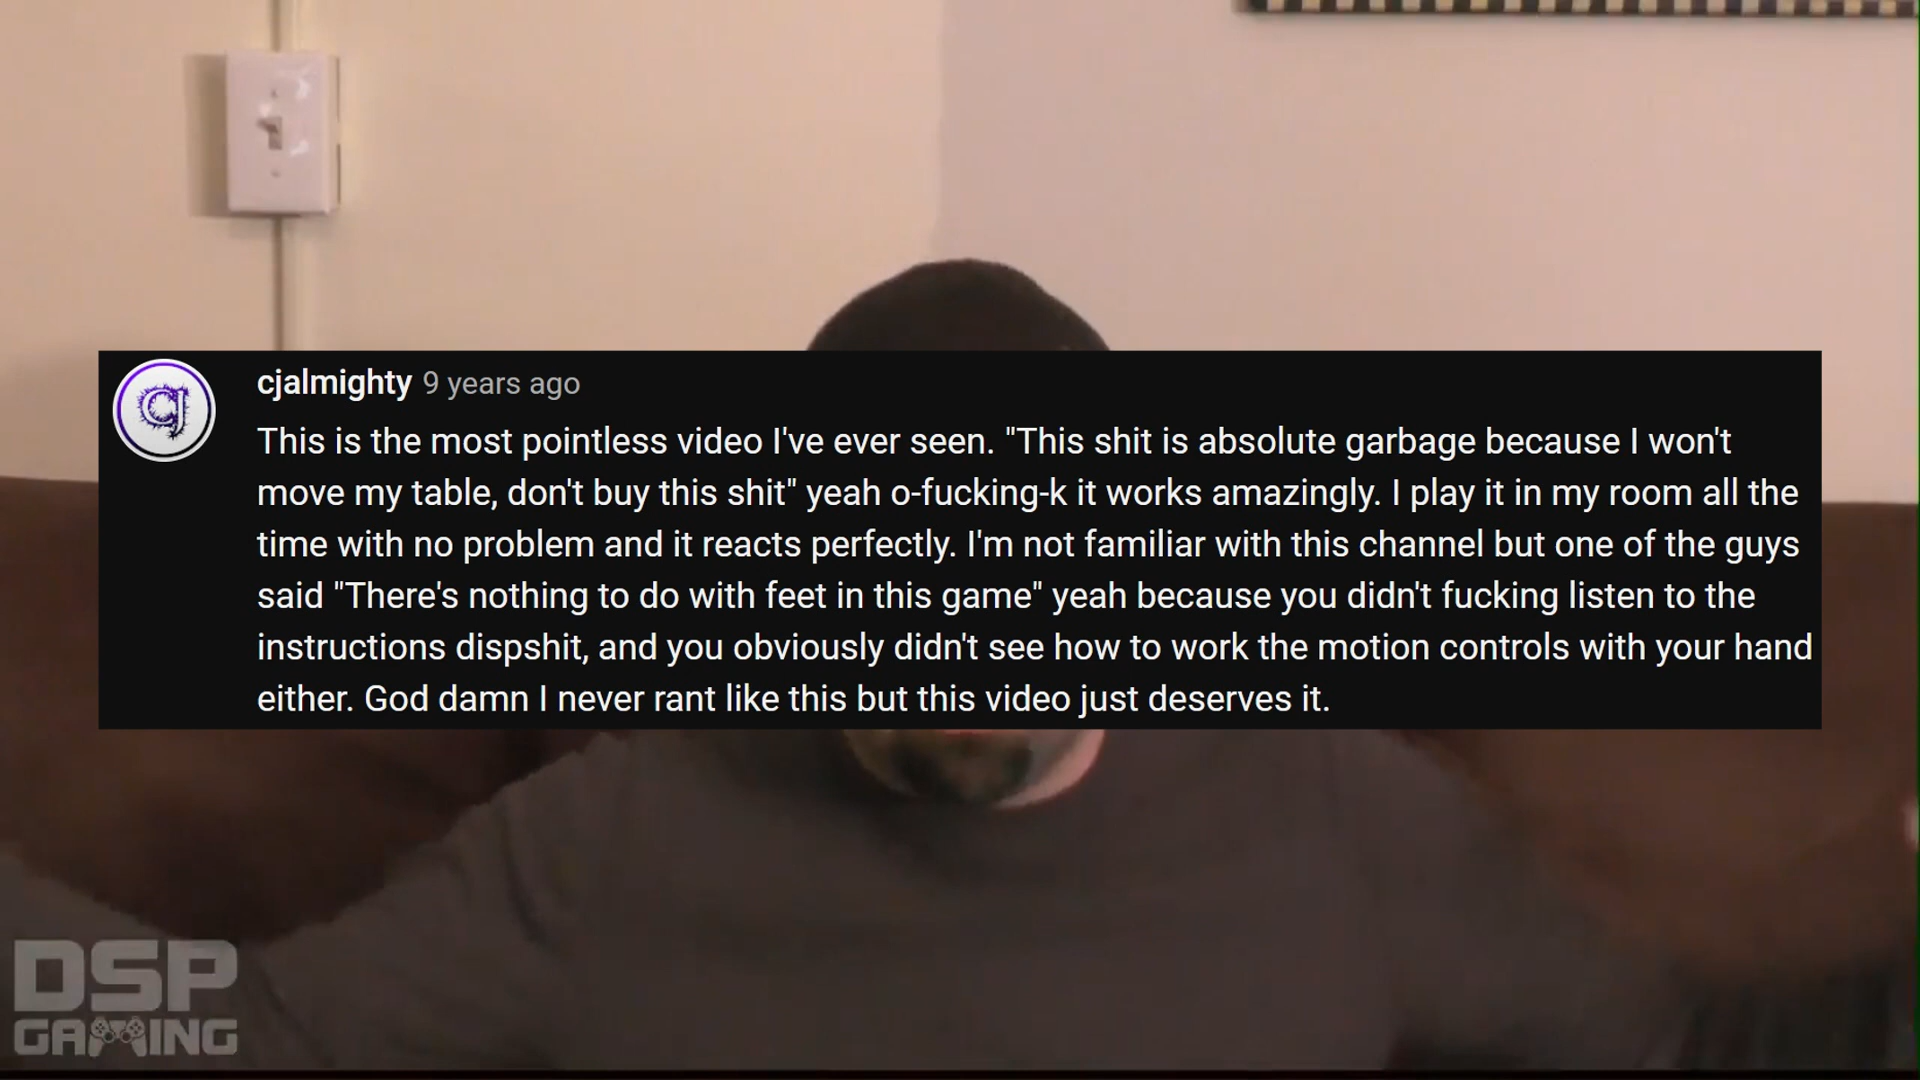 cjalmighty 9 years ago
This is the most pointless video I've ever seen. "This shit is absolute garbage because I won't
move my table, don't buy this shit" yeah o-fucking-k it works amazingly. I play it in my room all the
time with no problem and it reacts perfectly. I'm not familiar with this channel but one of the guys
said "There's nothing to do with feet in this game" yeah because you didn't fucking listen to the
instructions dispshit, and you obviously didn't see how to work the motion controls with your hand
either. God damn I never rant like this but this video just deserves it.
DSP
GAMING